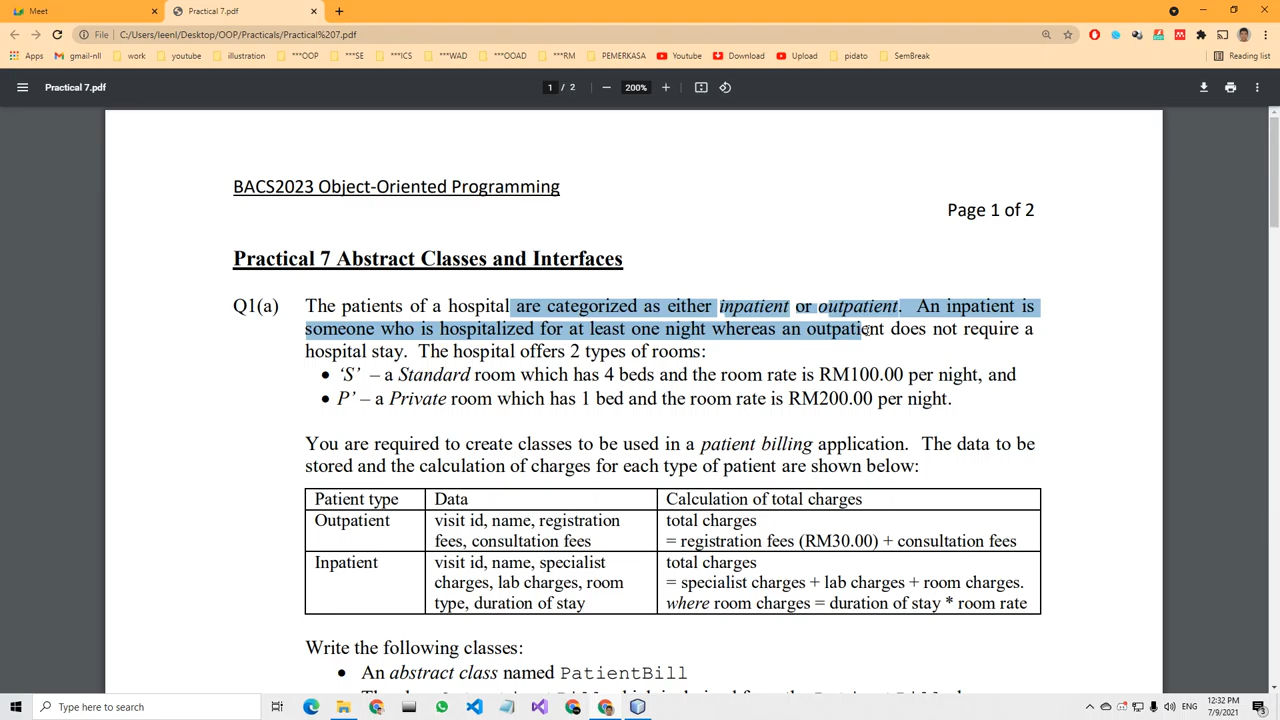 Meet
Practical 7.pdf
File
C:/Users/leenl/Desktop/OOP/Practicals/Practical%207.pdf
Apps
gmail-nll
work
youtube
illustration
***OOP
***SE
***ICS
***WAD
***OOAD
***RM
PEMERKASA
Youtube
Download
Upload
pidato
SemBreak
Reading list
Practical 7.pdf
1 / 2
200%
BACS2023 Object-Oriented Programming
Page 1 of 2
Practical 7 Abstract Classes and Interfaces
Q1(a) The patients of a hospital are categorized as either inpatient or outpatient. An inpatient is
someone who is hospitalized for at least one night whereas an outpatient does not require a
hospital stay. The hospital offers 2 types of rooms:
• ‘S’ – a Standard room which has 4 beds and the room rate is RM100.00 per night, and
• P’ – a Private room which has 1 bed and the room rate is RM200.00 per night.
You are required to create classes to be used in a patient billing application. The data to be
stored and the calculation of charges for each type of patient are shown below:
Patient type
Data
Calculation of total charges
Outpatient
visit id, name, registration
fees, consultation fees
total charges
= registration fees (RM30.00) + consultation fees
Inpatient
visit id, name, specialist
charges, lab charges, room
type, duration of stay
total charges
= specialist charges + lab charges + room charges.
where room charges = duration of stay * room rate
Write the following classes:
• An abstract class named PatientBill
Type here to search
ENG
12:32 PM
7/9/2021